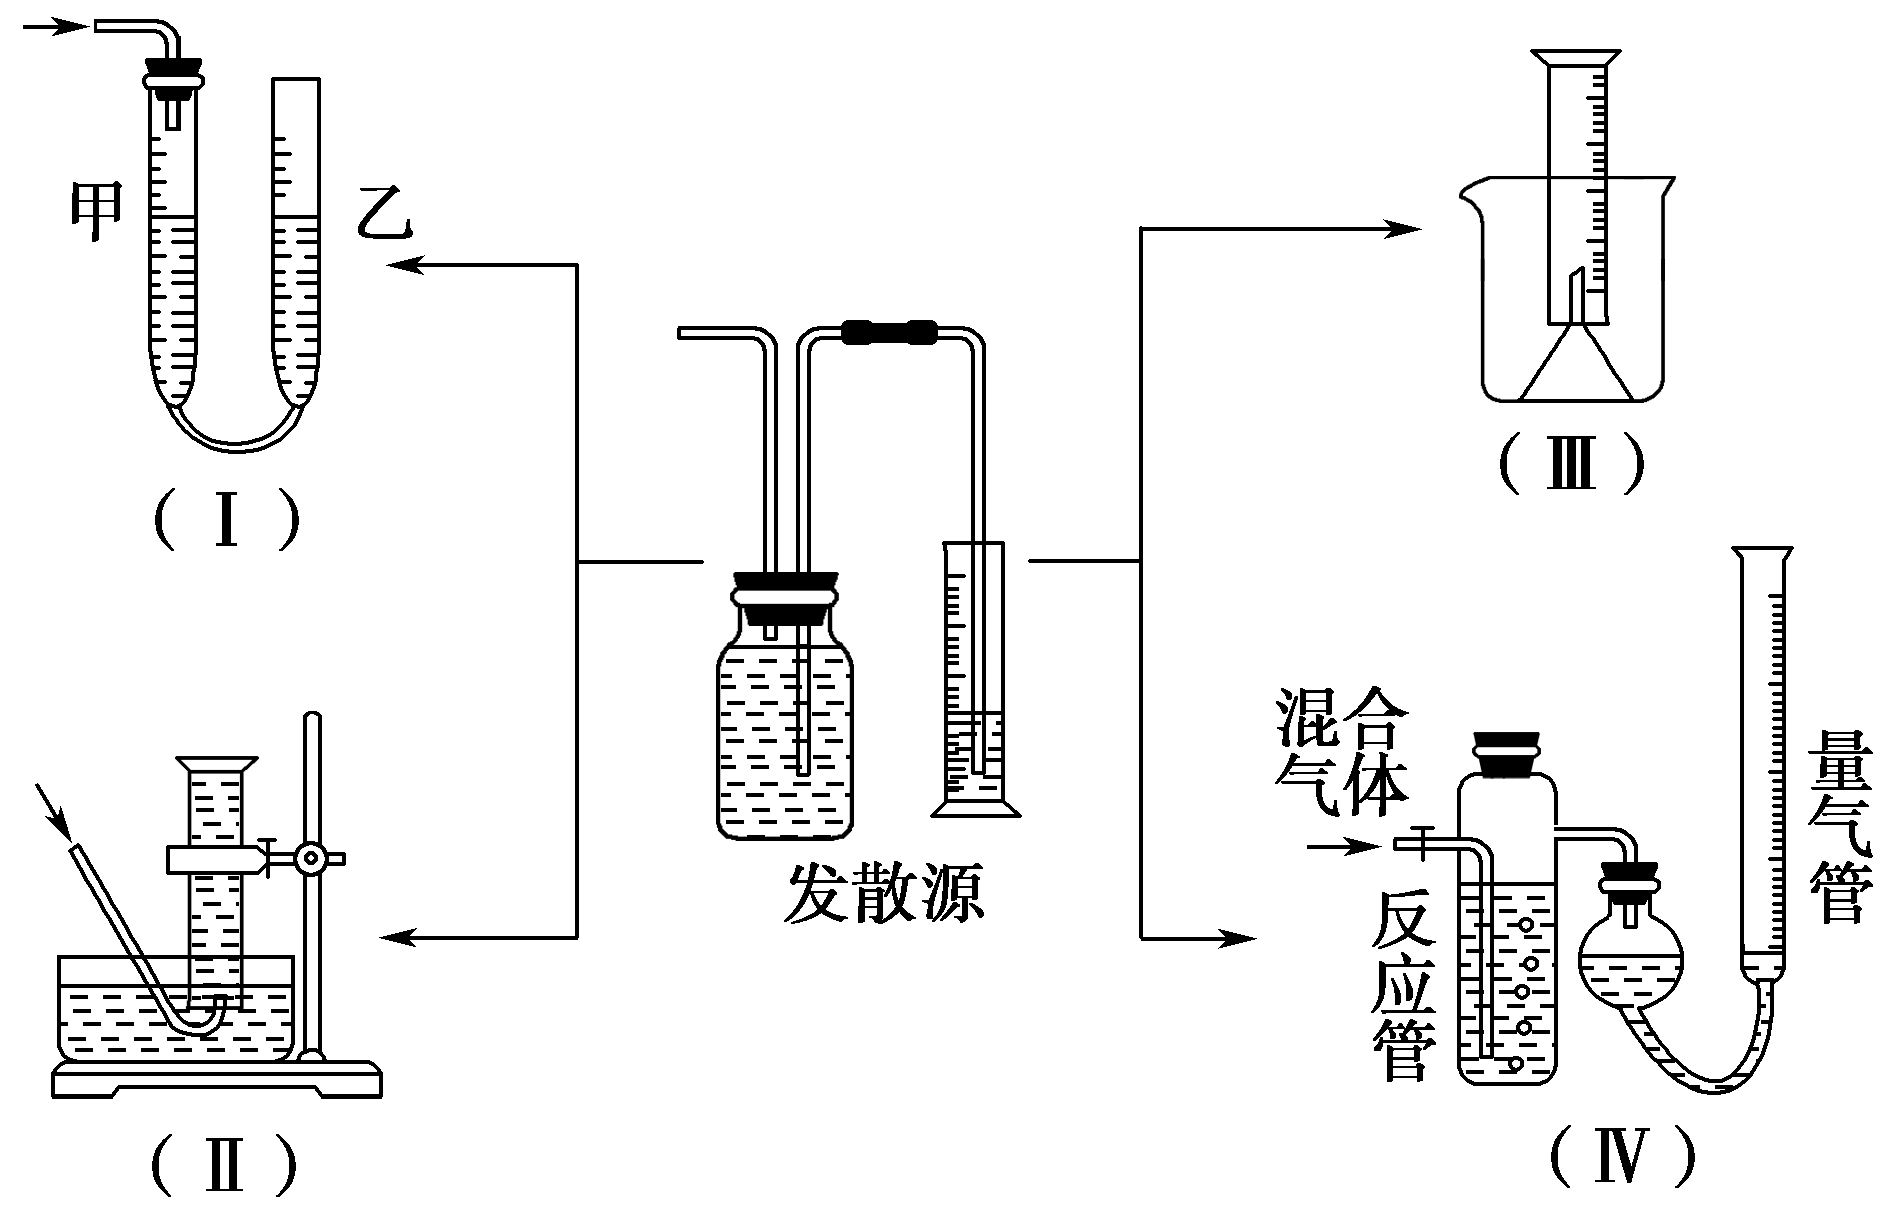 甲
乙
(Ⅰ)
(Ⅲ)
发散源
混合
气体
反应管
量气管
(Ⅱ)
(Ⅳ)